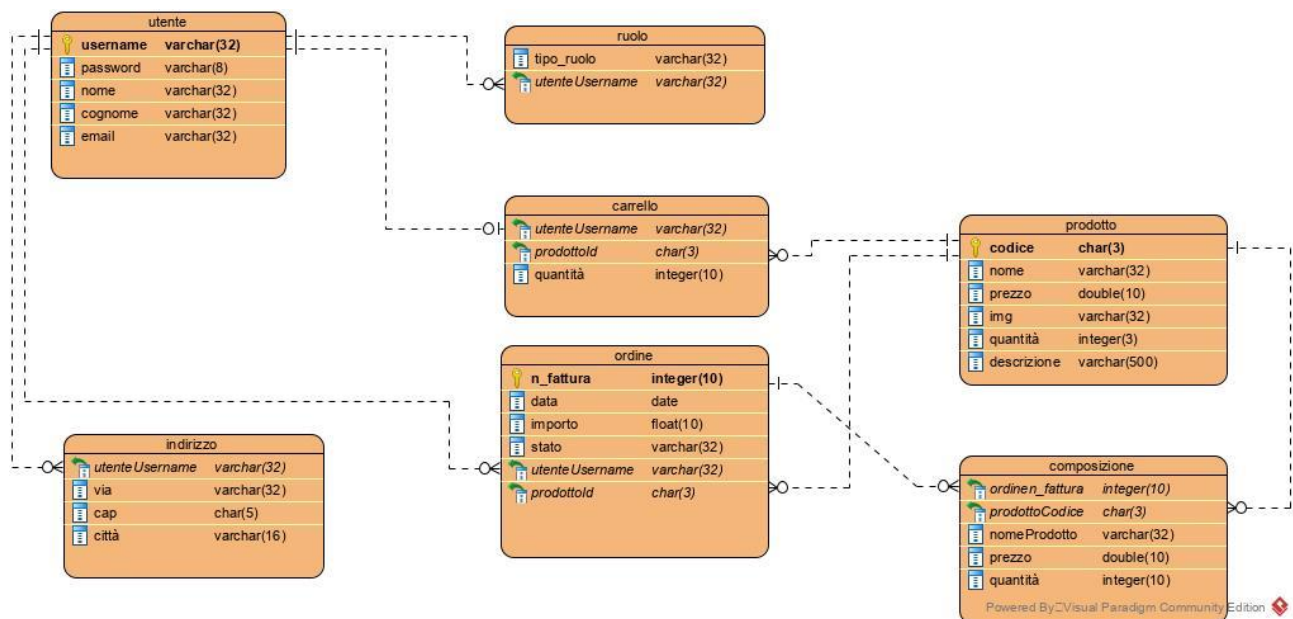 utente
username varchar(32)
password varchar(8)
nome varchar(32)
cognome varchar(32)
email varchar(32)
ruolo
tipo_ruolo varchar(32)
utenteUsername varchar(32)
carrello
utenteUsername varchar(32)
prodottoId char(3)
quantità integer(10)
prodotto
codice char(3)
nome varchar(32)
prezzo double(10)
img varchar(32)
quantità integer(3)
descrizione varchar(500)
ordine
n_fattura integer(10)
data date
importo float(10)
stato varchar(32)
utenteUsername varchar(32)
prodottoId char(3)
indirizzo
utenteUsername varchar(32)
via varchar(32)
cap char(5)
città varchar(16)
composizione
ordinen_fattura integer(10)
prodottoCodice char(3)
nomeProdotto varchar(32)
prezzo double(10)
quantità integer(10)
Powered By Visual Paradigm Community Edition